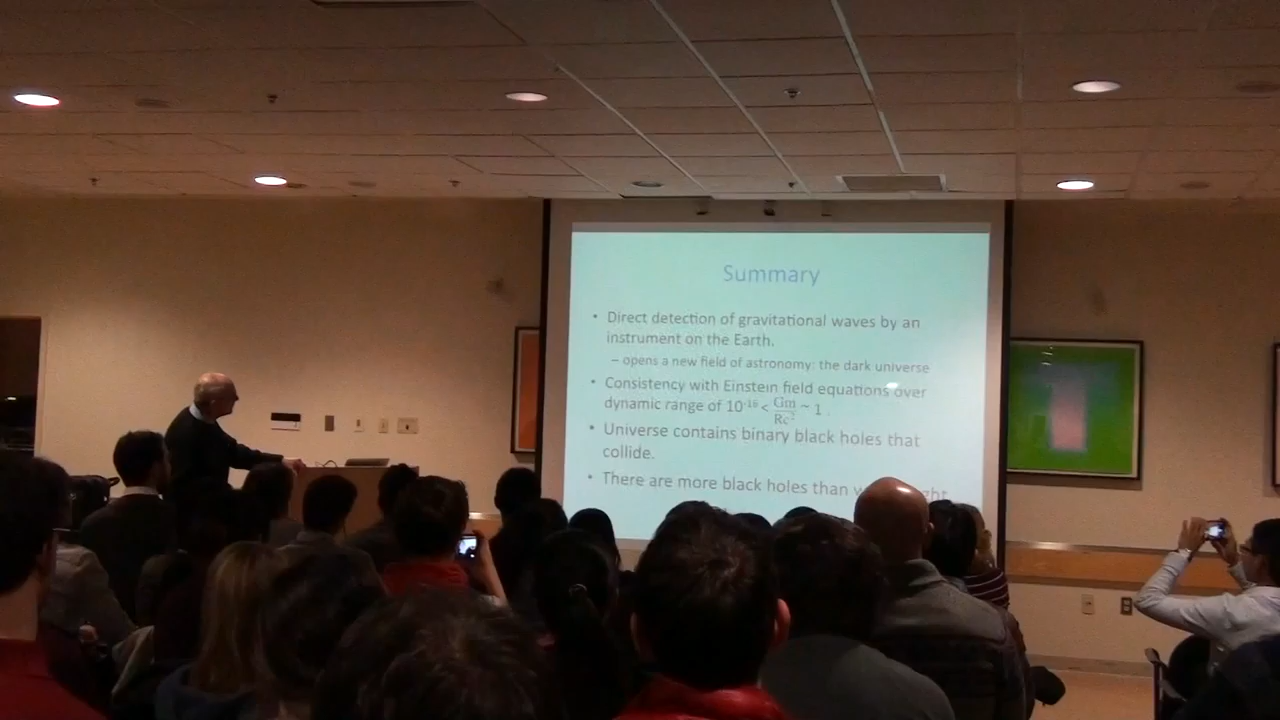 Summary
• Direct detection of gravitational waves by an
instrument on the Earth.
– opens a new field of astronomy: the dark universe
• Consistency with Einstein field equations over
dynamic range of 10⁻¹⁶ < Gm/Rc² ~ 1 .
• Universe contains binary black holes that
collide.
• There are more black holes than